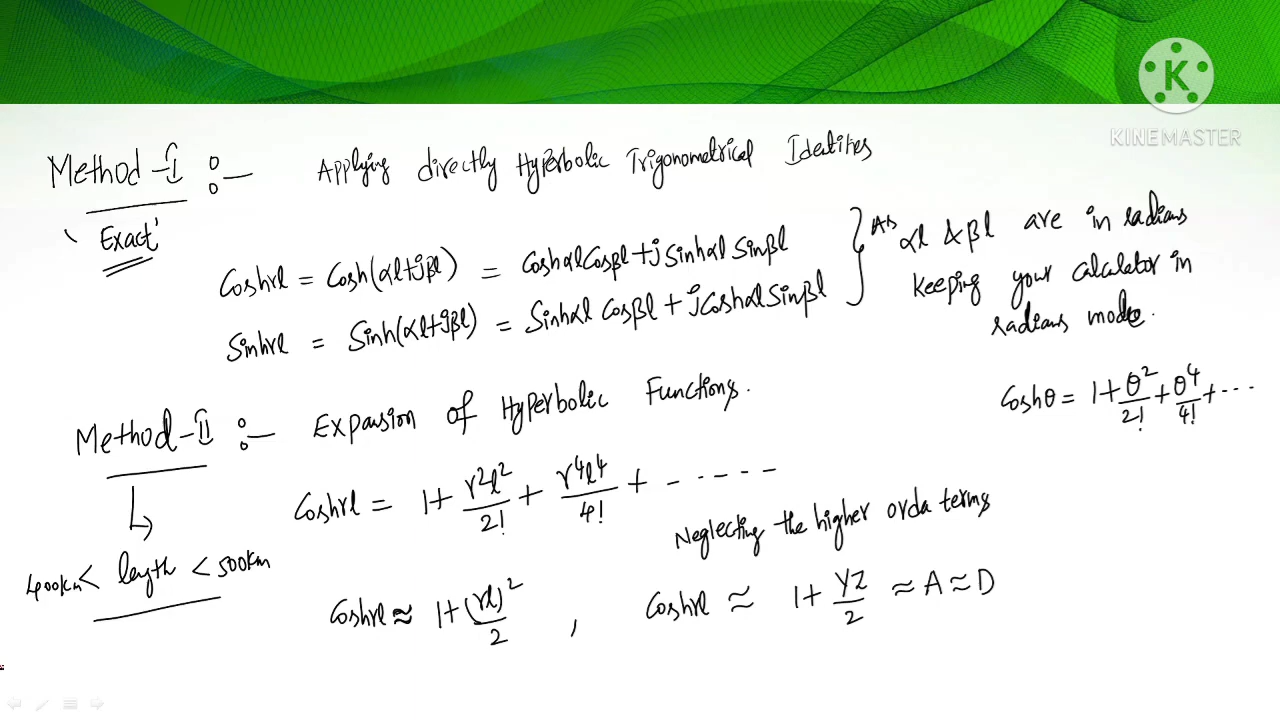 K
KINEMASTER
Method-I :- Applying directly Hyperbolic Trigonometrical Identities
'Exact'
Coshγl = Cosh(αl+jβl) = Coshαl Cosβl + j Sinhαl Sinβl
Sinhγl = Sinh(αl+jβl) = Sinhαl Cosβl + j Coshαl Sinβl
As αl & βl are in radians
keeping your calculator in
radians mode.
Method-II :- Expansion of Hyperbolic Functions.
Coshθ = 1 + θ²/2! + θ⁴/4! + ...
Coshγl = 1 + γ²l²/2! + γ⁴l⁴/4! + - - - - - -
Neglecting the higher orda terms
400km < length < 500km
Coshγl ≈ 1 + (γl)²/2 , Coshγl ≈ 1 + YZ/2 ≈ A ≈ D